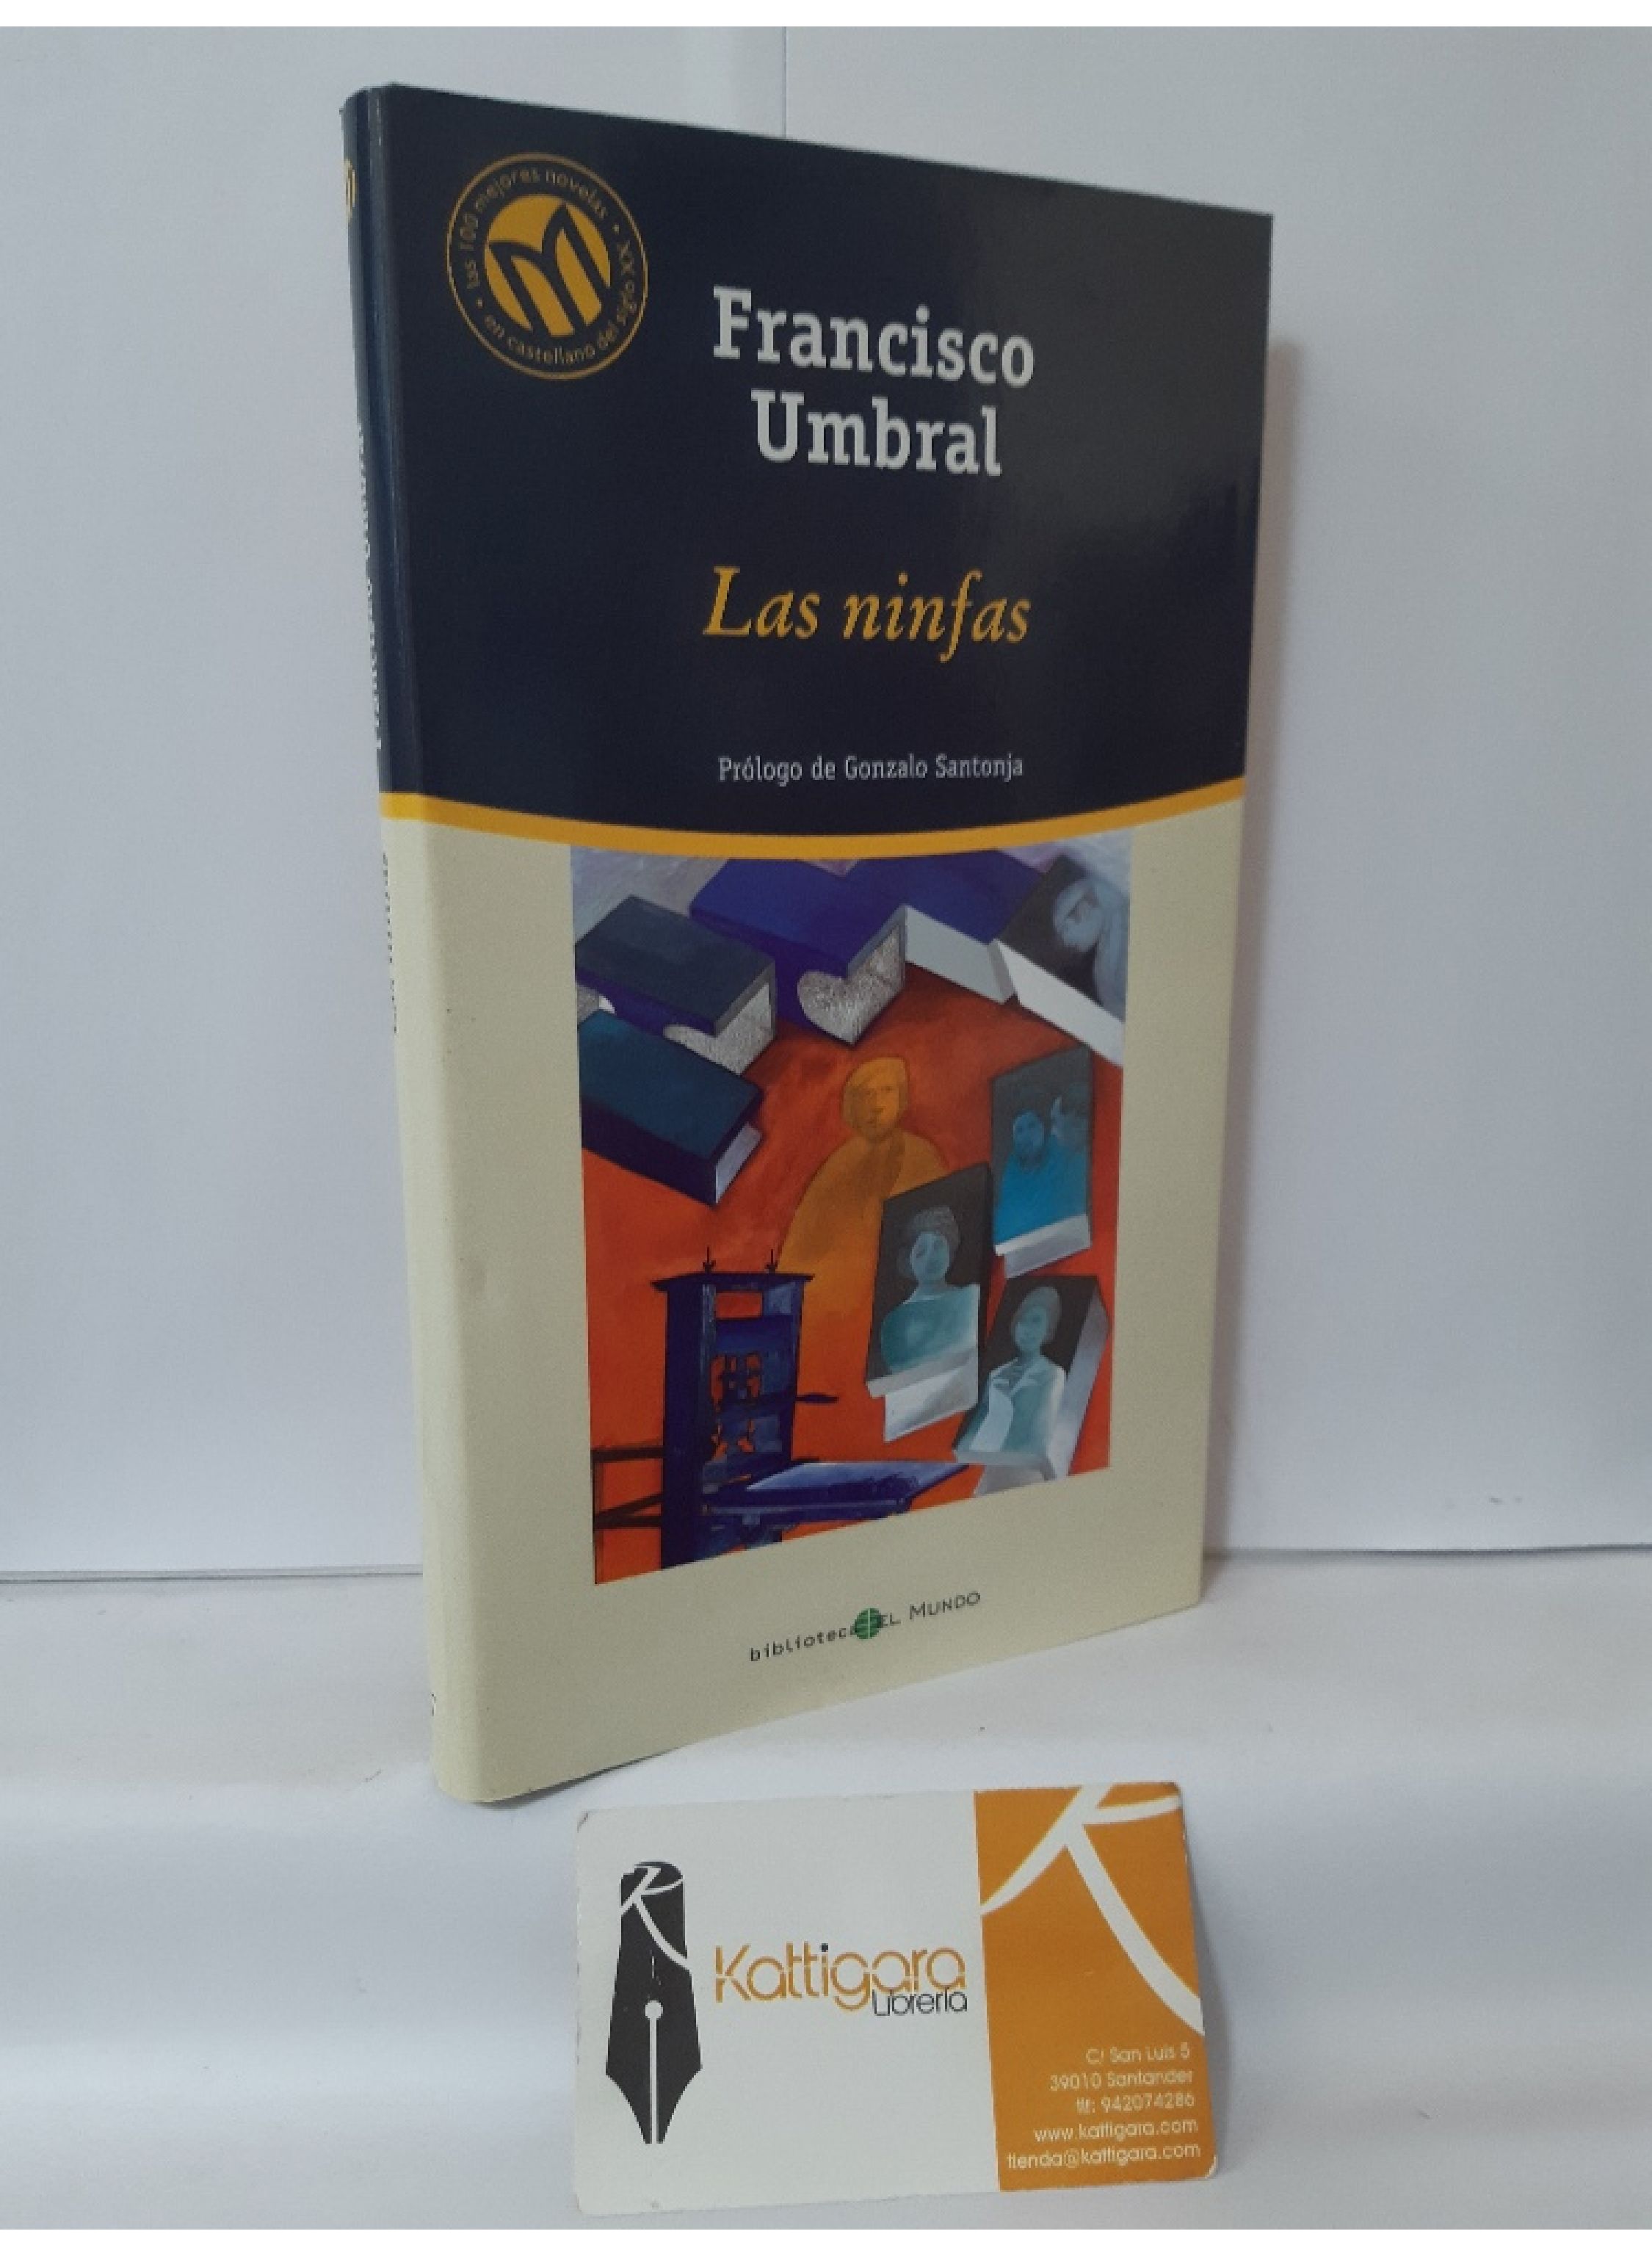 • Las 100 mejores novelas •
en castellano del siglo XX
Francisco
Umbral
Las ninfas
Prólogo de Gonzalo Santonja
biblioteca EL MUNDO
Kattigara
Librería
C/ San Luis 5
39010 Santander
tlf: 942074286
www.kattigara.com
tienda@kattigara.com